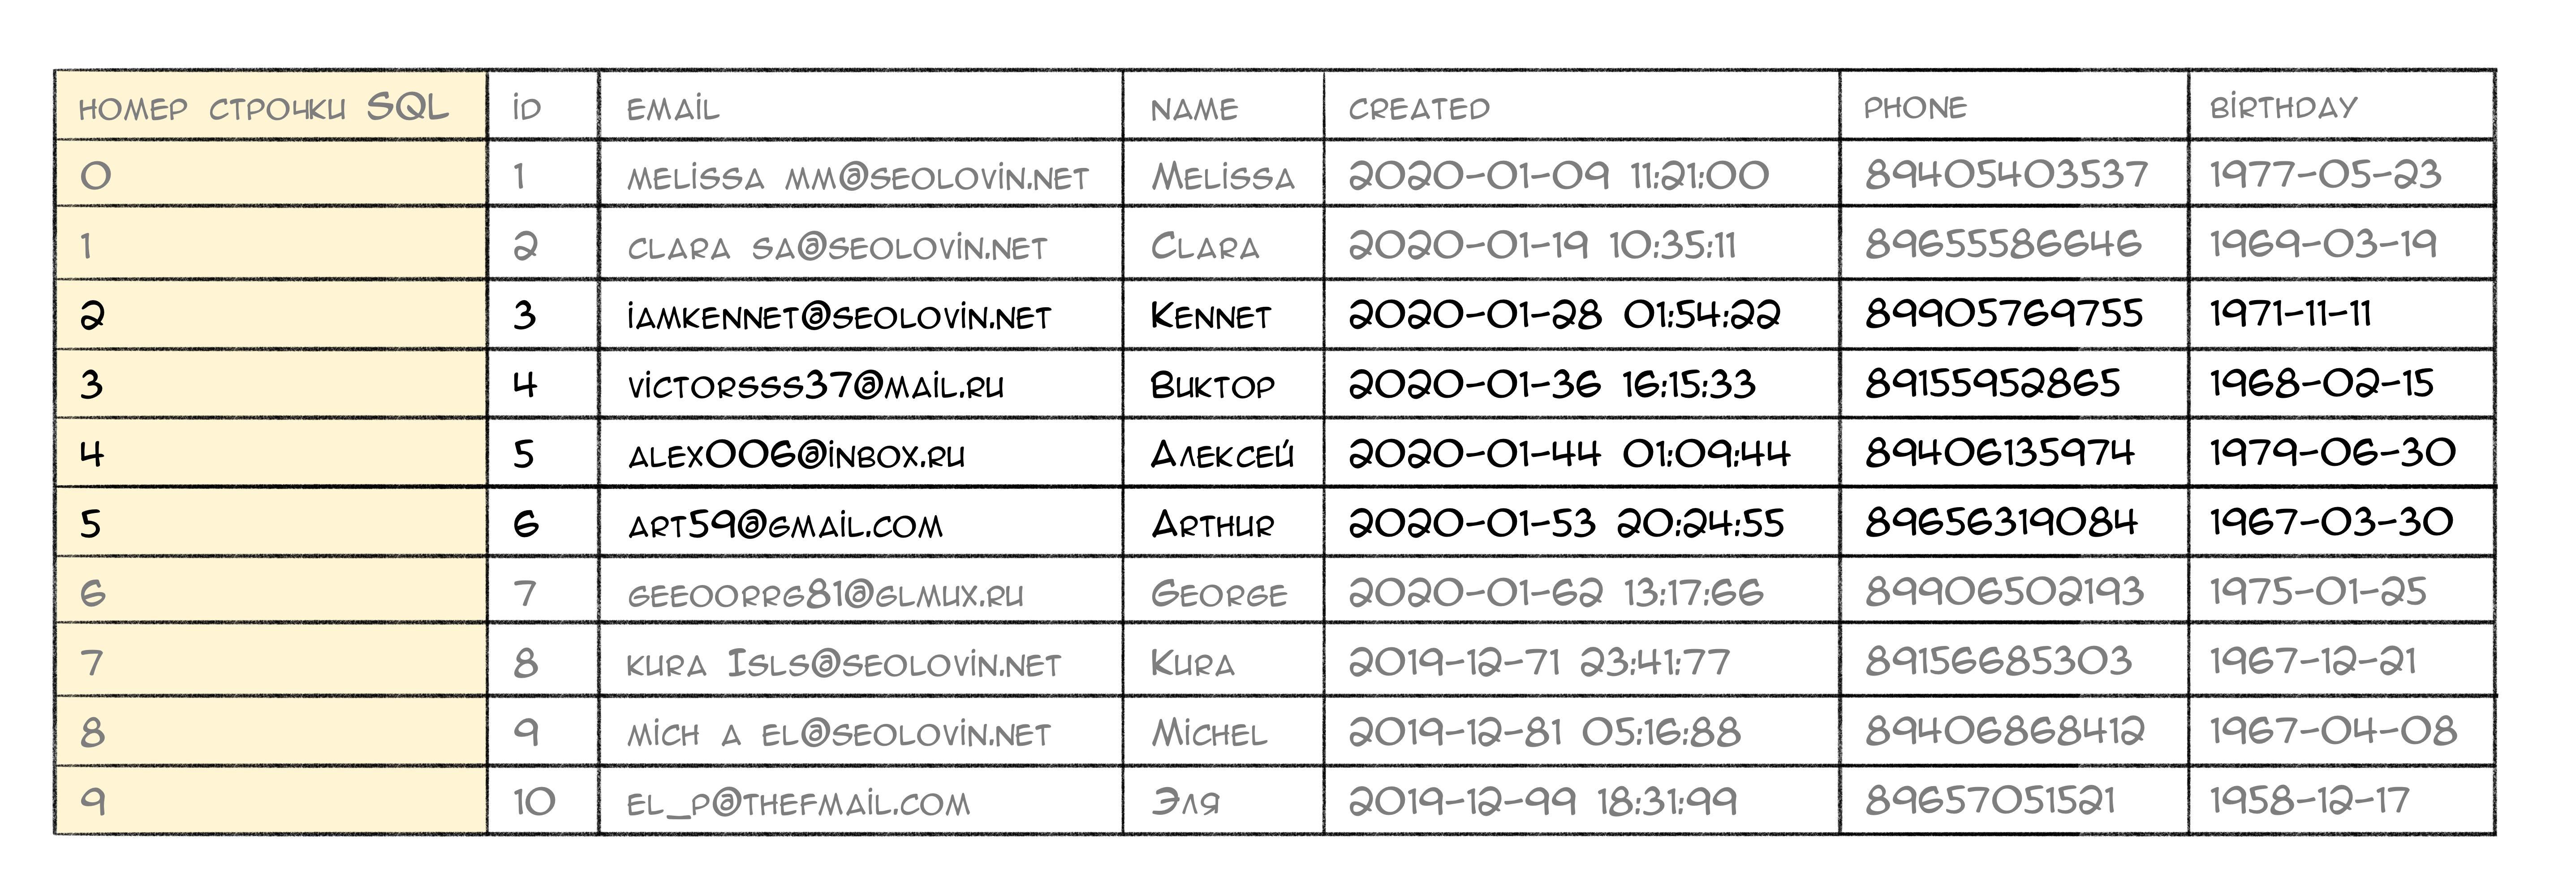 номер строчки SQL id email name created phone birthday
0 1 melissa mm@seolovin.net Melissa 2020-01-09 11:21:00 89405403537 1977-05-23
1 2 clara sa@seolovin.net Clara 2020-01-19 10:35:11 89655586646 1969-03-19
2 3 iamkennet@seolovin.net Kennet 2020-01-28 01:54:22 89905769755 1971-11-11
3 4 victorsss37@mail.ru Виктор 2020-01-36 16:15:33 89155952865 1968-02-15
4 5 alex006@inbox.ru Алексей 2020-01-44 01:09:44 89406135974 1979-06-30
5 6 art59@gmail.com Arthur 2020-01-53 20:24:55 89656319084 1967-03-30
6 7 geeoorrg81@glmux.ru George 2020-01-62 13:17:66 89906502193 1975-01-25
7 8 kura Isls@seolovin.net Kura 2019-12-71 23:41:77 89156685303 1967-12-21
8 9 mich a el@seolovin.net Michel 2019-12-81 05:16:88 89406868412 1967-04-08
9 10 el_p@thefmail.com Эля 2019-12-99 18:31:99 89657051521 1958-12-17